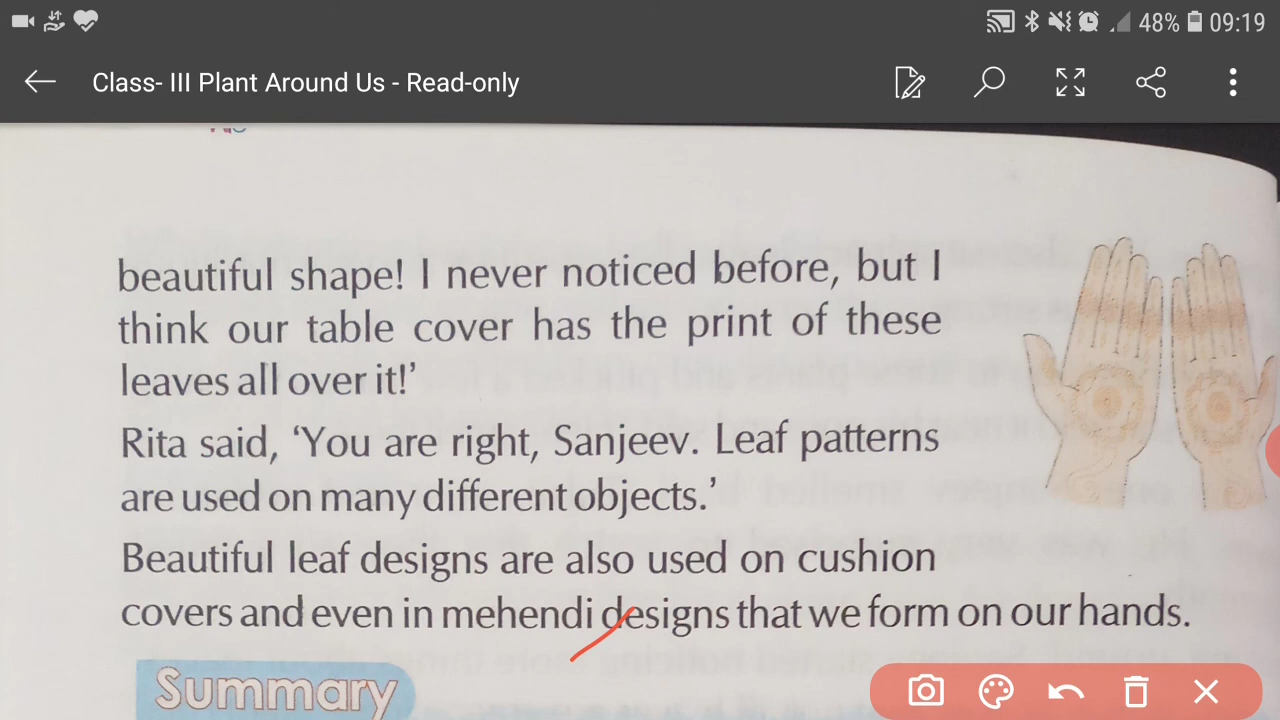 48% 09:19
Class- III Plant Around Us - Read-only
beautiful shape! I never noticed before, but I
think our table cover has the print of these
leaves all over it!’
Rita said, ‘You are right, Sanjeev. Leaf patterns
are used on many different objects.’
Beautiful leaf designs are also used on cushion
covers and even in mehendi designs that we form on our hands.
Summary